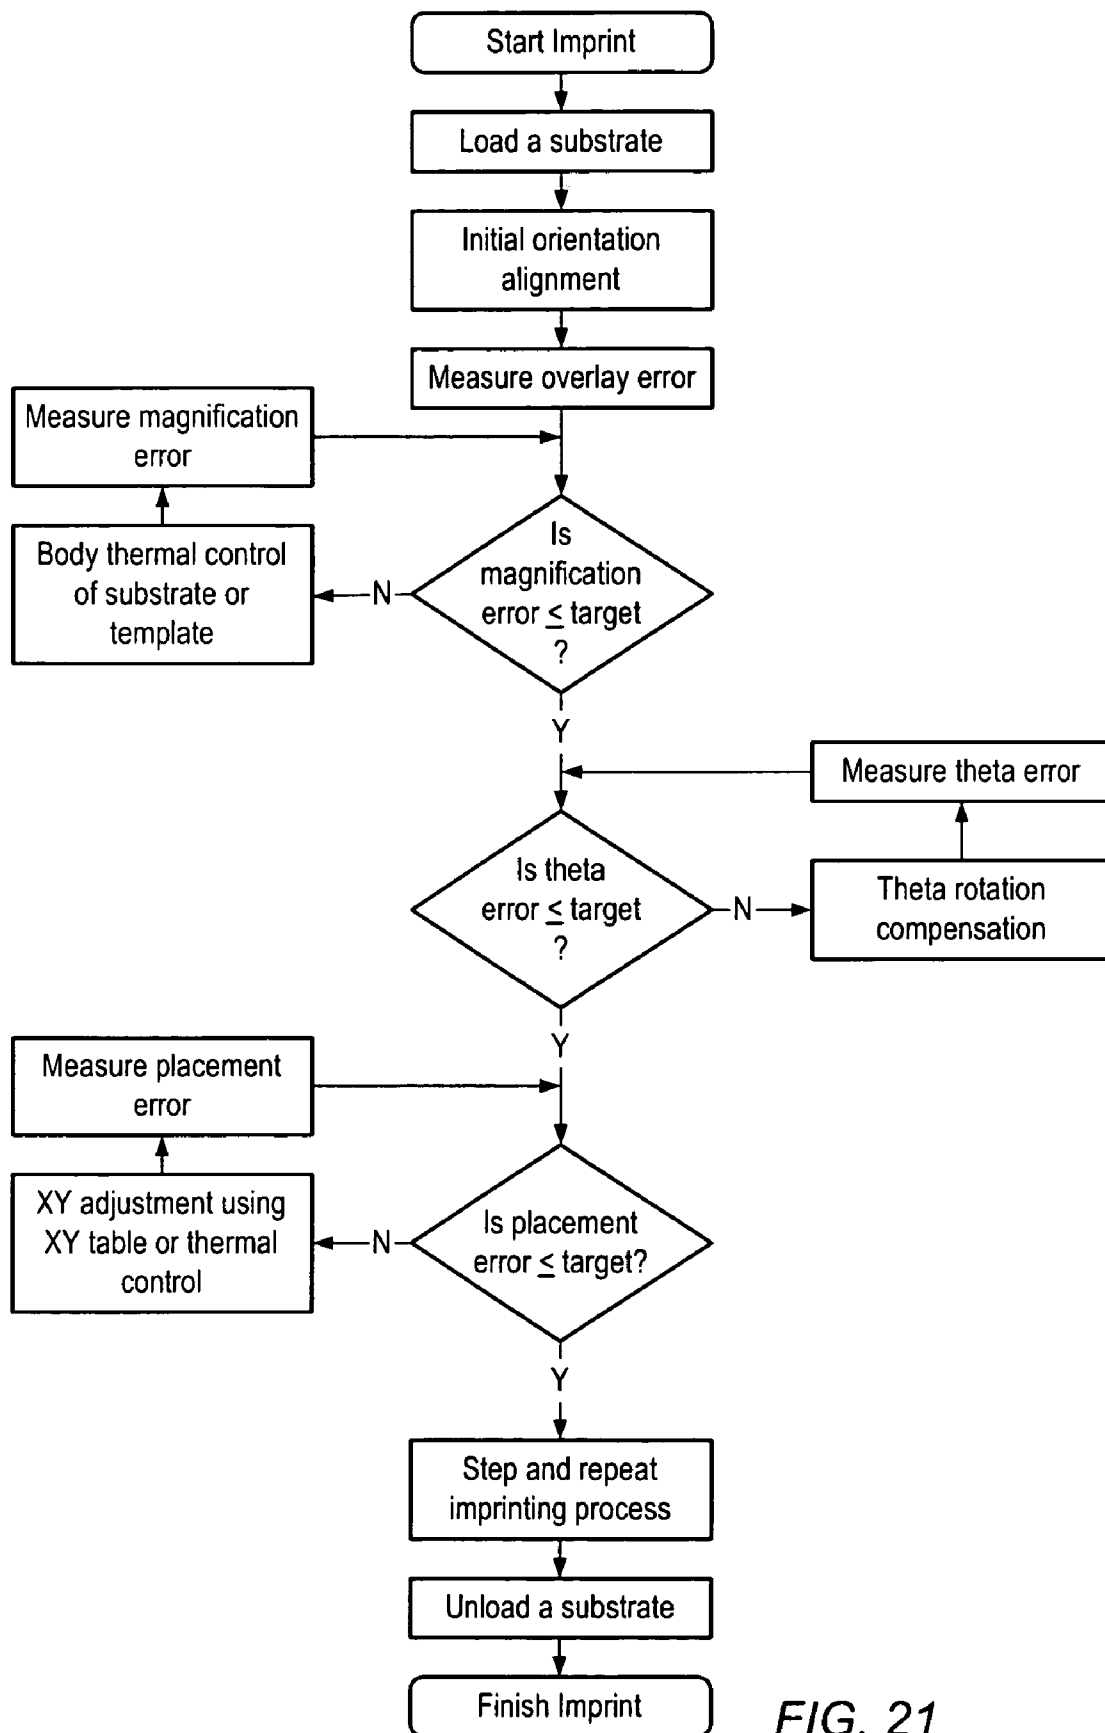 Start Imprint
Load a substrate
Initial orientation
alignment
Measure overlay error
Measure magnification
error
Body thermal control
of substrate or
template
N
Is
magnification
error ≤ target
?
Y
Measure theta error
Is theta
error ≤ target
?
N
Theta rotation
compensation
Y
Measure placement
error
XY adjustment using
XY table or thermal
control
N
Is placement
error ≤ target?
Y
Step and repeat
imprinting process
Unload a substrate
Finish Imprint
FIG. 21